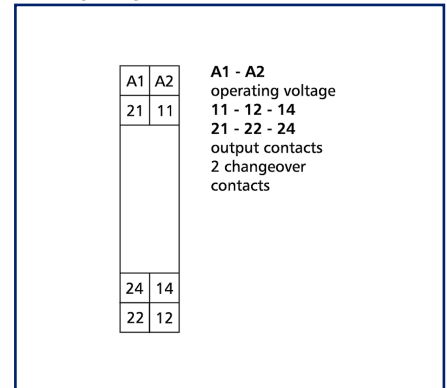 A1 A2
21 11
24 14
22 12
A1 - A2
operating voltage
11 - 12 - 14
21 - 22 - 24
output contacts
2 changeover
contacts